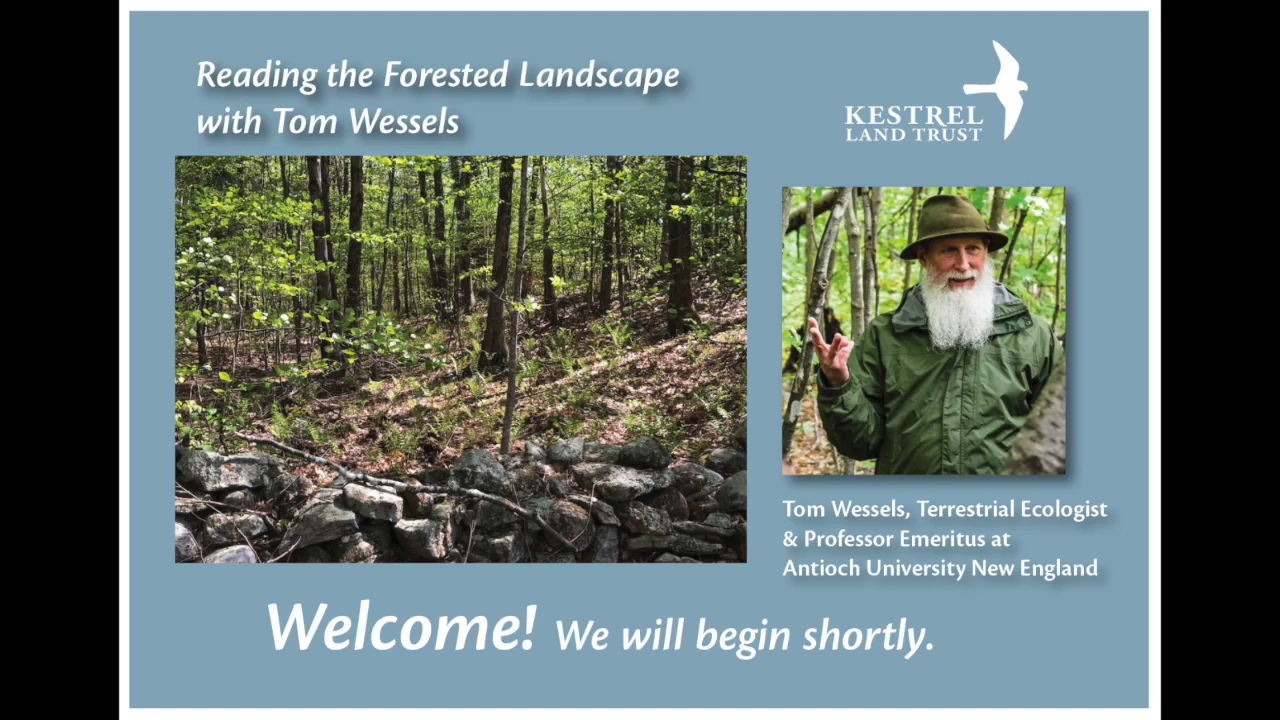 Reading the Forested Landscape
with Tom Wessels
KESTREL
LAND TRUST
Tom Wessels, Terrestrial Ecologist
& Professor Emeritus at
Antioch University New England
Welcome! We will begin shortly.